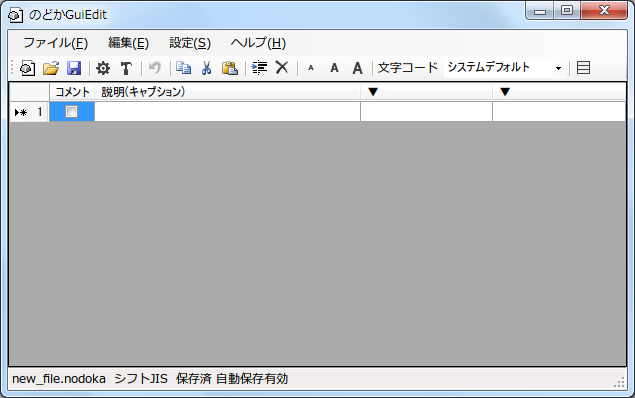 のどかGuiEdit
ファイル(F) 編集(E) 設定(S) ヘルプ(H)
A A A 文字コード システムデフォルト
コメント 説明(キャプション) ▼ ▼
1
new_file.nodoka シフトJIS 保存済 自動保存有効